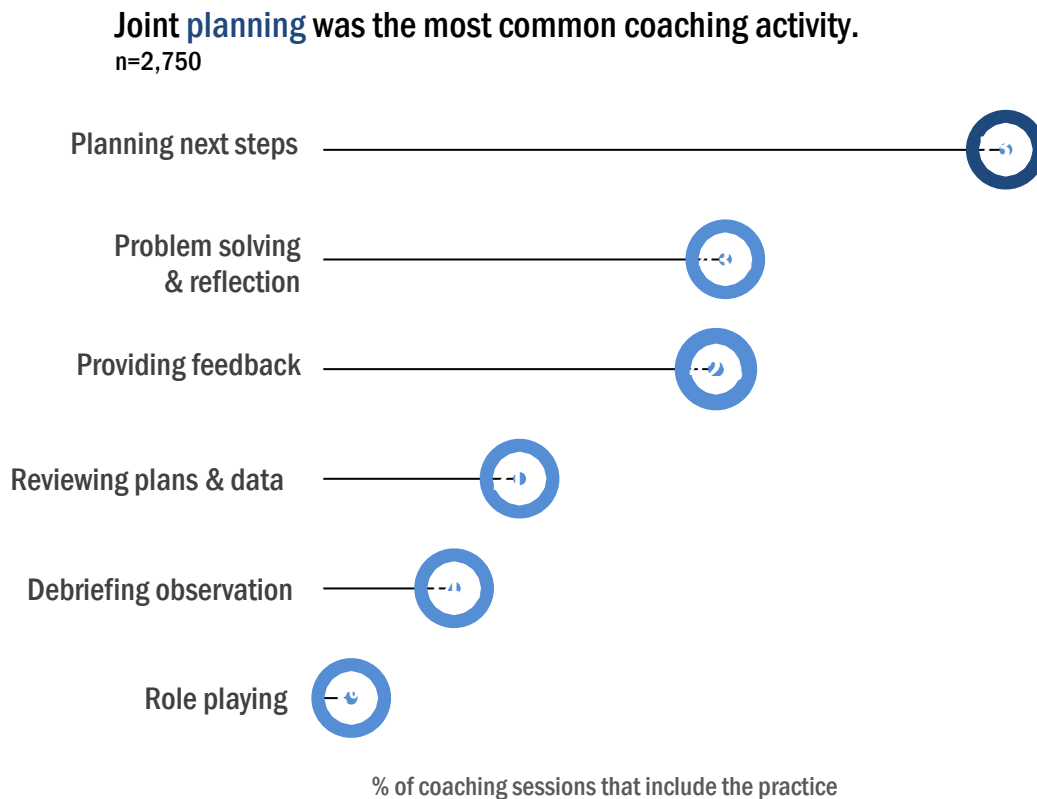 Joint planning was the most common coaching activity.
n=2,750
Planning next steps
Problem solving
& reflection
Providing feedback
Reviewing plans & data
Debriefing observation
Role playing
% of coaching sessions that include the practice